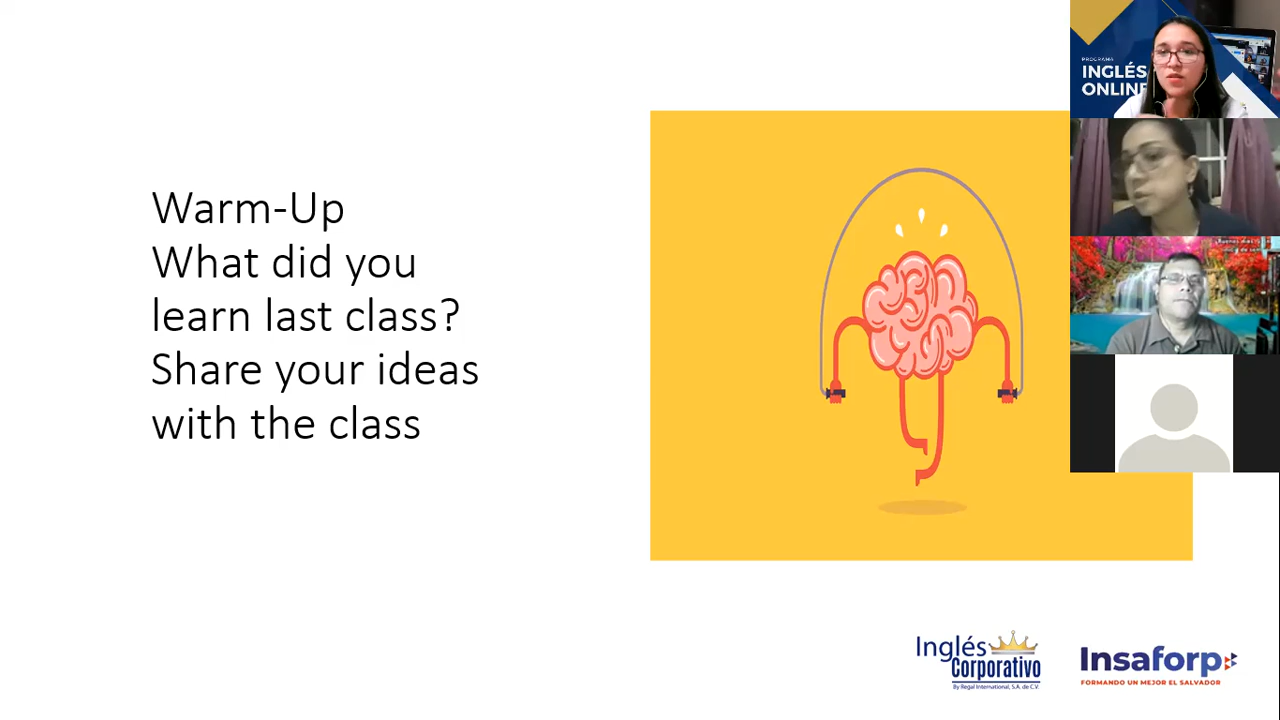 Warm-Up
What did you
learn last class?
Share your ideas
with the class
PROGRAMA
INGLÉS
ONLINE
Inglés
Corporativo
By Regal International, S.A. de C.V.
Insaforp
FORMANDO UN MEJOR EL SALVADOR